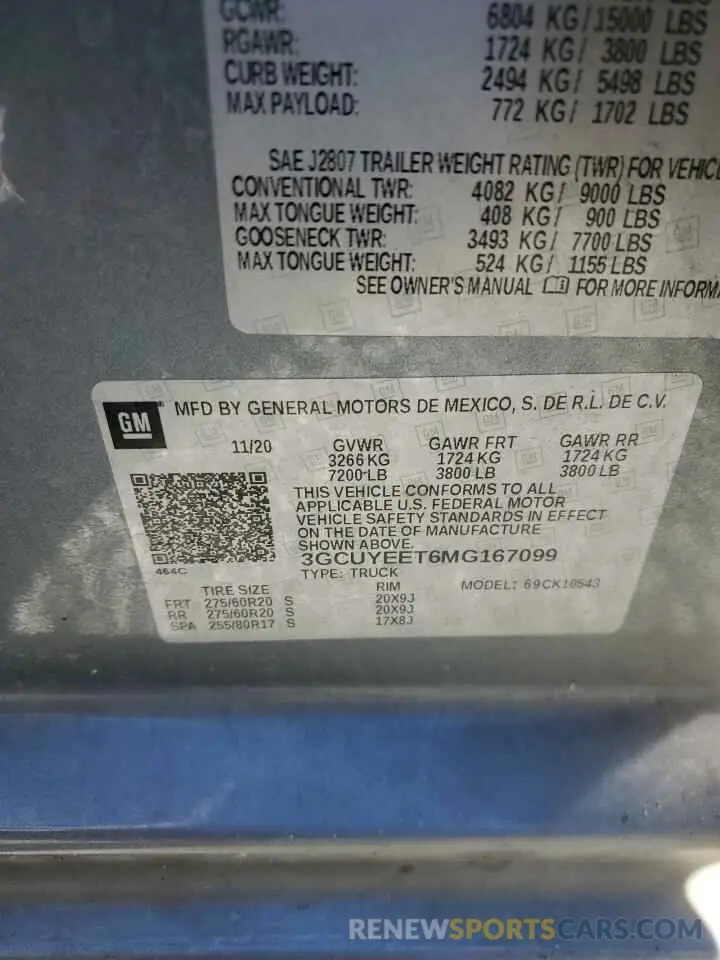 GCWR: 6804 KG/15000 LBS
RGAWR: 1724 KG/ 3800 LBS
CURB WEIGHT: 2494 KG/ 5498 LBS
MAX PAYLOAD: 772 KG/ 1702 LBS
SAE J2807 TRAILER WEIGHT RATING (TWR) FOR
CONVENTIONAL TWR: 4082 KG/ 9000 LBS
MAX TONGUE WEIGHT: 408 KG/ 900 LBS
GOOSENECK TWR: 3493 KG/ 7700 LBS
MAX TONGUE WEIGHT: 524 KG/ 1155 LBS
SEE OWNER'S MANUAL FOR MORE
GM MFD BY GENERAL MOTORS DE MEXICO, S. DE R.L. DE C.V.
11/20 GVWR GAWR FRT GAWR RR
3266 KG 1724 KG 1724 KG
7200 LB 3800 LB 3800 LB
THIS VEHICLE CONFORMS TO ALL
APPLICABLE U.S. FEDERAL MOTOR
VEHICLE SAFETY STANDARDS IN EFFECT
ON THE DATE OF MANUFACTURE
SHOWN ABOVE.
3GCUYEET6MG167099
464C TYPE: TRUCK
MODEL: 69CK10543
TIRE SIZE RIM
FRT 275/60R20 S 20X9J
RR 275/60R20 S 20X9J
SPA 255/80R17 S 17X8J
RENEWSPORTSCARS.COM